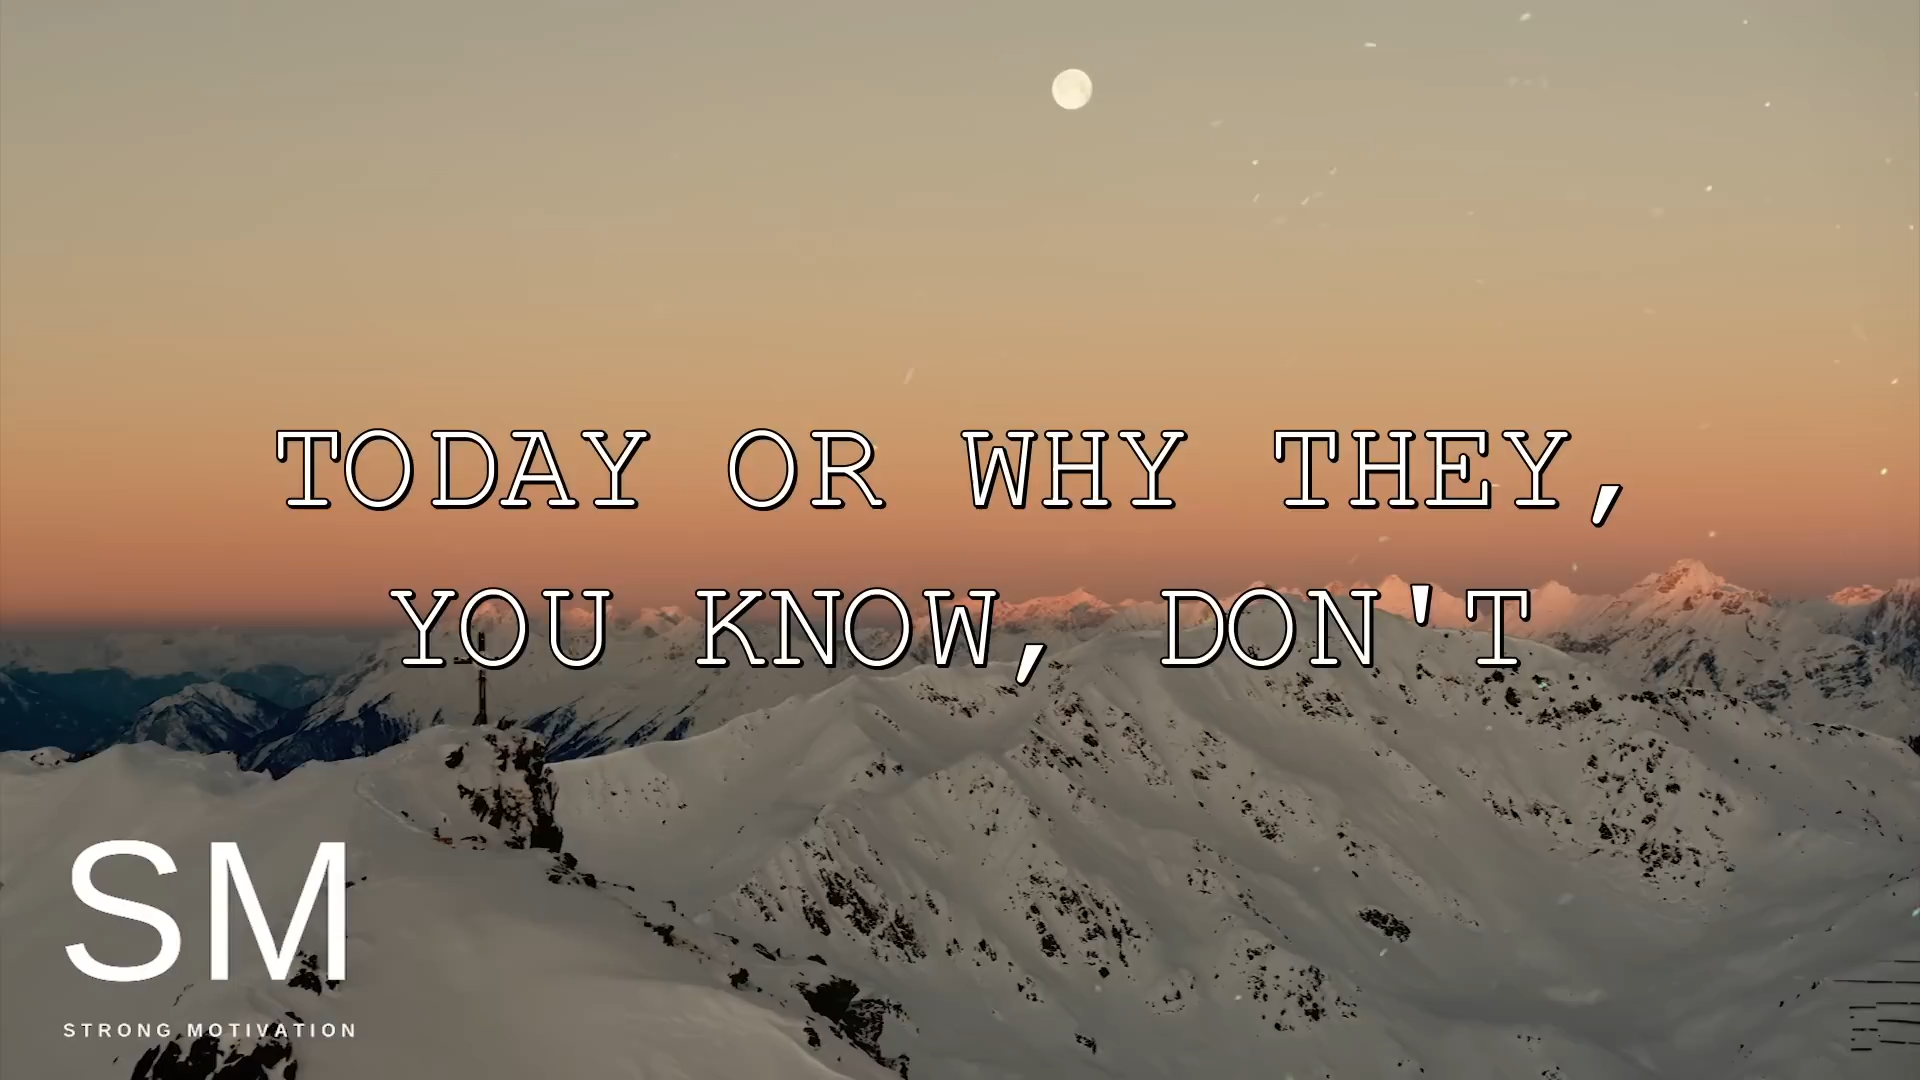 TODAY OR WHY THEY,
YOU KNOW, DON'T
SM
STRONG MOTIVATION